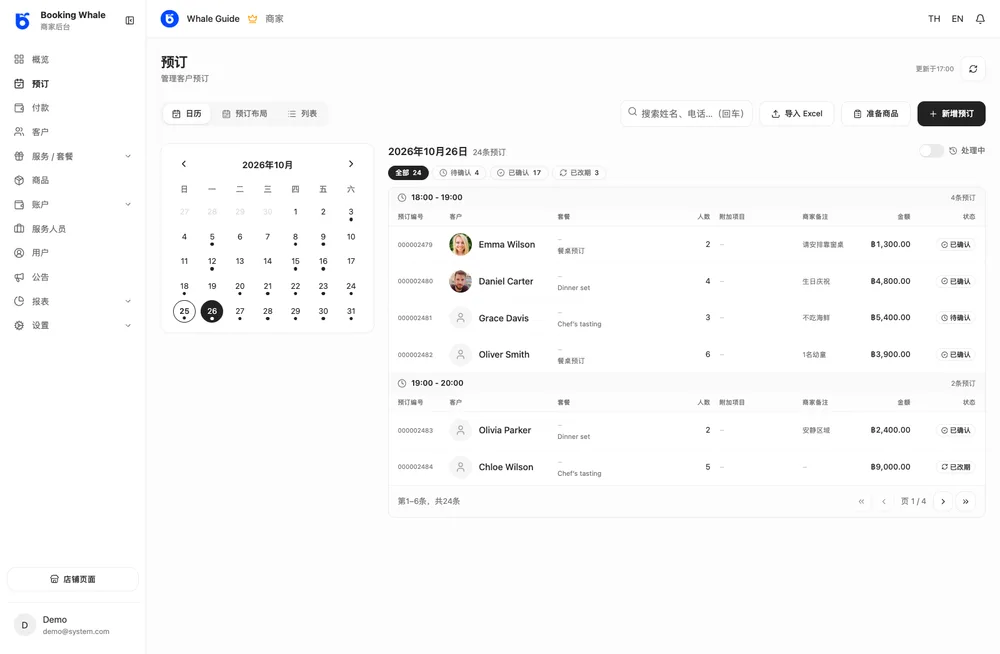 Booking Whale
商家后台
Whale Guide 商家
TH EN
概览
预订
付款
客户
服务 / 套餐
商品
账户
服务人员
用户
公告
报表
设置
店铺页面
D
Demo
demo@system.com
预订
管理客户预订
更新于17:00
日历 预订布局 列表
搜索姓名、电话... (回车)
导入 Excel
准备商品
新增预订
2026年10月
日 一 二 三 四 五 六
27 28 29 30 1 2 3
4 5 6 7 8 9 10
11 12 13 14 15 16 17
18 19 20 21 22 23 24
25 26 27 28 29 30 31
2026年10月26日 24条预订
处理中
全部 24 待确认 4 已确认 17 已改期 3
18:00 - 19:00 4条预订
预订编号 客户 套餐 人数 附加项目 商家备注 金额 状态
000002479 Emma Wilson – 餐桌预订 2 – 请安排靠窗桌 ฿1,300.00 已确认
000002480 Daniel Carter – Dinner set 4 – 生日庆祝 ฿4,800.00 已确认
000002481 Grace Davis – Chef's tasting 3 – 不吃海鲜 ฿5,400.00 待确认
000002482 Oliver Smith – 餐桌预订 6 – 1名幼童 ฿3,900.00 已确认
19:00 - 20:00 2条预订
预订编号 客户 套餐 人数 附加项目 商家备注 金额 状态
000002483 Olivia Parker – Dinner set 2 – 安静区域 ฿2,400.00 已确认
000002484 Chloe Wilson – Chef's tasting 5 – – ฿9,000.00 已改期
第1–6条，共24条
« ‹ 页 1 / 4 › »